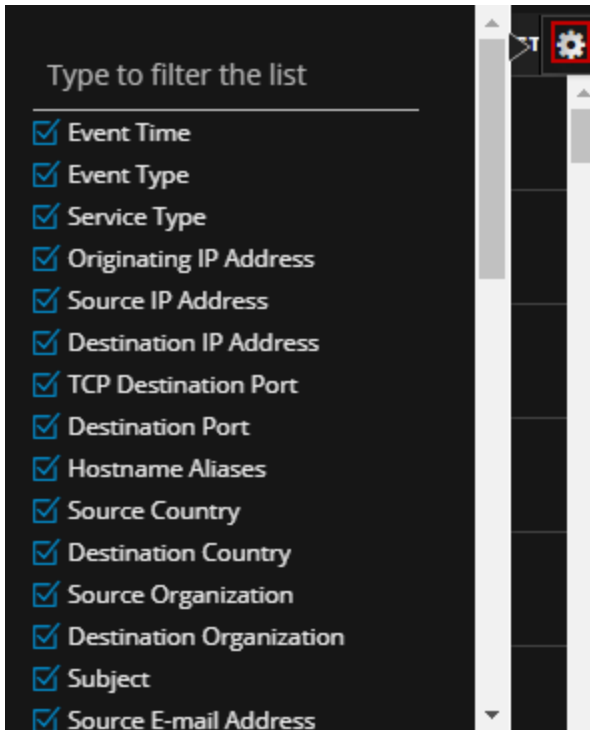 Type to filter the list
Event Time
Event Type
Service Type
Originating IP Address
Source IP Address
Destination IP Address
TCP Destination Port
Destination Port
Hostname Aliases
Source Country
Destination Country
Source Organization
Destination Organization
Subject
Source E-mail Address